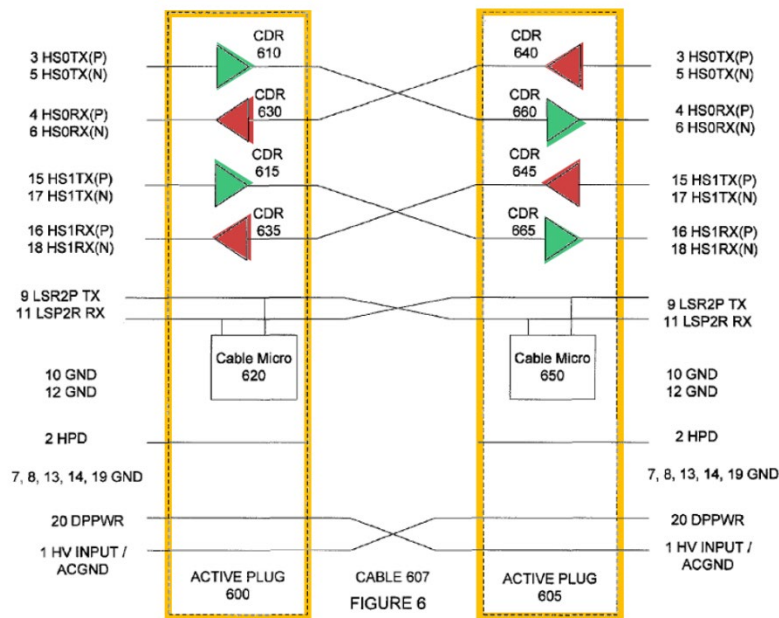 CDR
610
3 HS0TX(P)
5 HS0TX(N)
CDR
630
4 HS0RX(P)
6 HS0RX(N)
CDR
615
15 HS1TX(P)
17 HS1TX(N)
CDR
635
16 HS1RX(P)
18 HS1RX(N)
9 LSR2P TX
11 LSP2R RX
Cable Micro
620
10 GND
12 GND
2 HPD
7, 8, 13, 14, 19 GND
20 DPPWR
1 HV INPUT /
ACGND
ACTIVE PLUG
600
CABLE 607
FIGURE 6
CDR
640
3 HS0TX(P)
5 HS0TX(N)
CDR
660
4 HS0RX(P)
6 HS0RX(N)
CDR
645
15 HS1TX(P)
17 HS1TX(N)
CDR
665
16 HS1RX(P)
18 HS1RX(N)
9 LSR2P TX
11 LSP2R RX
Cable Micro
650
10 GND
12 GND
2 HPD
7, 8, 13, 14, 19 GND
20 DPPWR
1 HV INPUT /
ACGND
ACTIVE PLUG
605